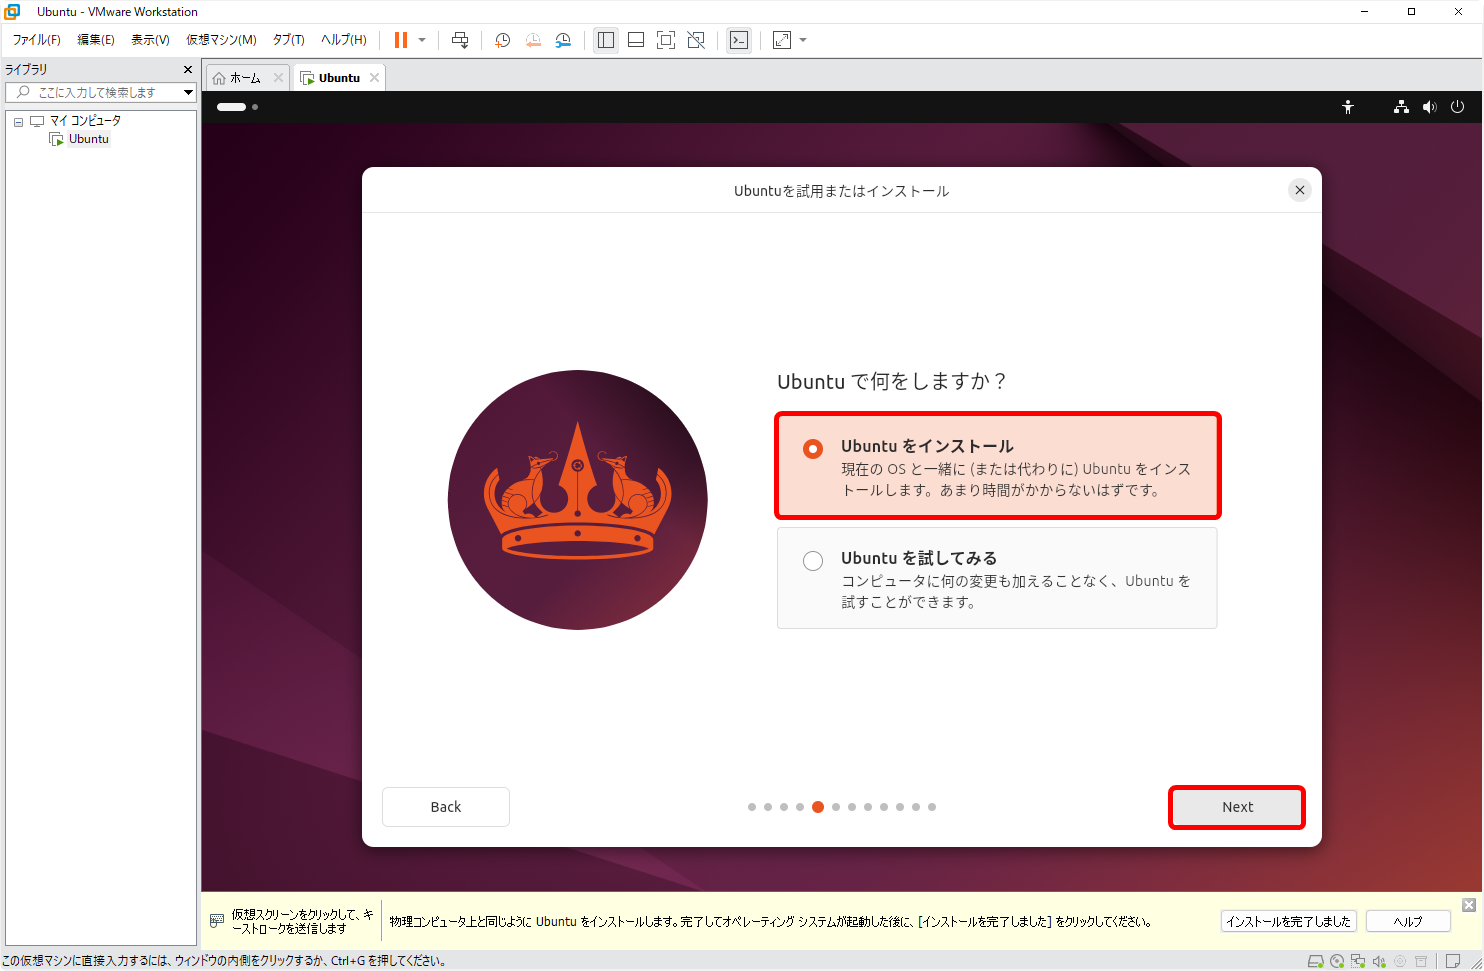 Ubuntu - VMware Workstation
ファイル(F) 編集(E) 表示(V) 仮想マシン(M) タブ(T) ヘルプ(H)
ライブラリ
ここに入力して検索します
マイ コンピュータ
Ubuntu
ホーム
Ubuntu
Ubuntuを試用またはインストール
Ubuntu で何をしますか？
Ubuntu をインストール
現在の OS と一緒に (または代わりに) Ubuntu をインス
トールします。あまり時間がかからないはずです。
Ubuntu を試してみる
コンピュータに何の変更も加えることなく、Ubuntu を
試すことができます。
Back
Next
仮想スクリーンをクリックして、キ
ーストロークを送信します
物理コンピュータ上と同じように Ubuntu をインストールします。完了してオペレーティング システムが起動した後に、[インストールを完了しました] をクリックしてください。
インストールを完了しました
ヘルプ
この仮想マシンに直接入力するには、ウィンドウの内側をクリックするか、Ctrl+G を押してください。